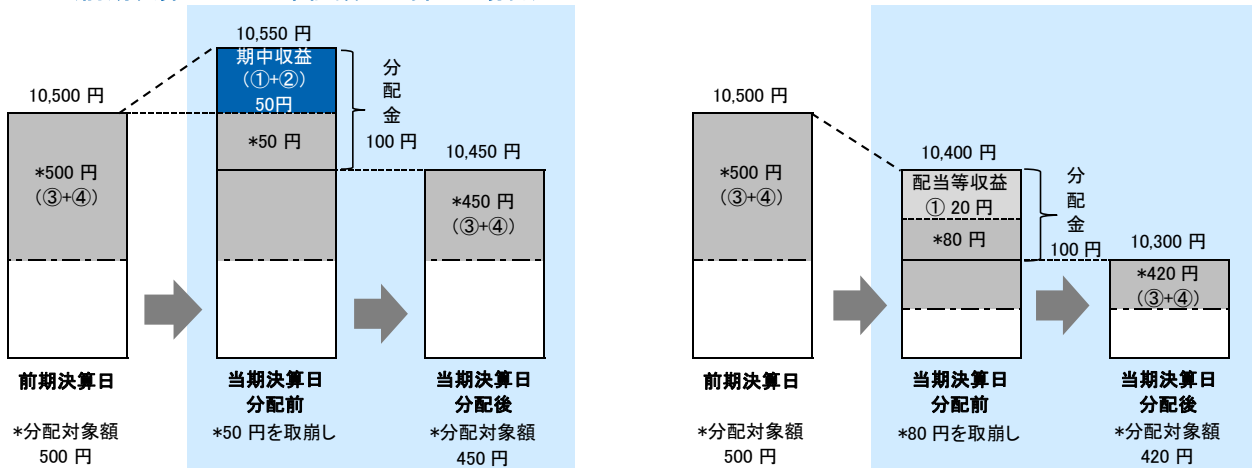 10,550 円
期中収益
(①+②)
50円
*50 円
分
配
金
100 円
10,500 円
*500 円
(③+④)
10,450 円
*450 円
(③+④)
前期決算日
当期決算日
分配前
当期決算日
分配後
*分配対象額
500 円
*50 円を取崩し
*分配対象額
450 円
10,500 円
*500 円
(③+④)
10,400 円
配当等収益
① 20 円
*80 円
分
配
金
100 円
10,300 円
*420 円
(③+④)
前期決算日
当期決算日
分配前
当期決算日
分配後
*分配対象額
500 円
*80 円を取崩し
*分配対象額
420 円